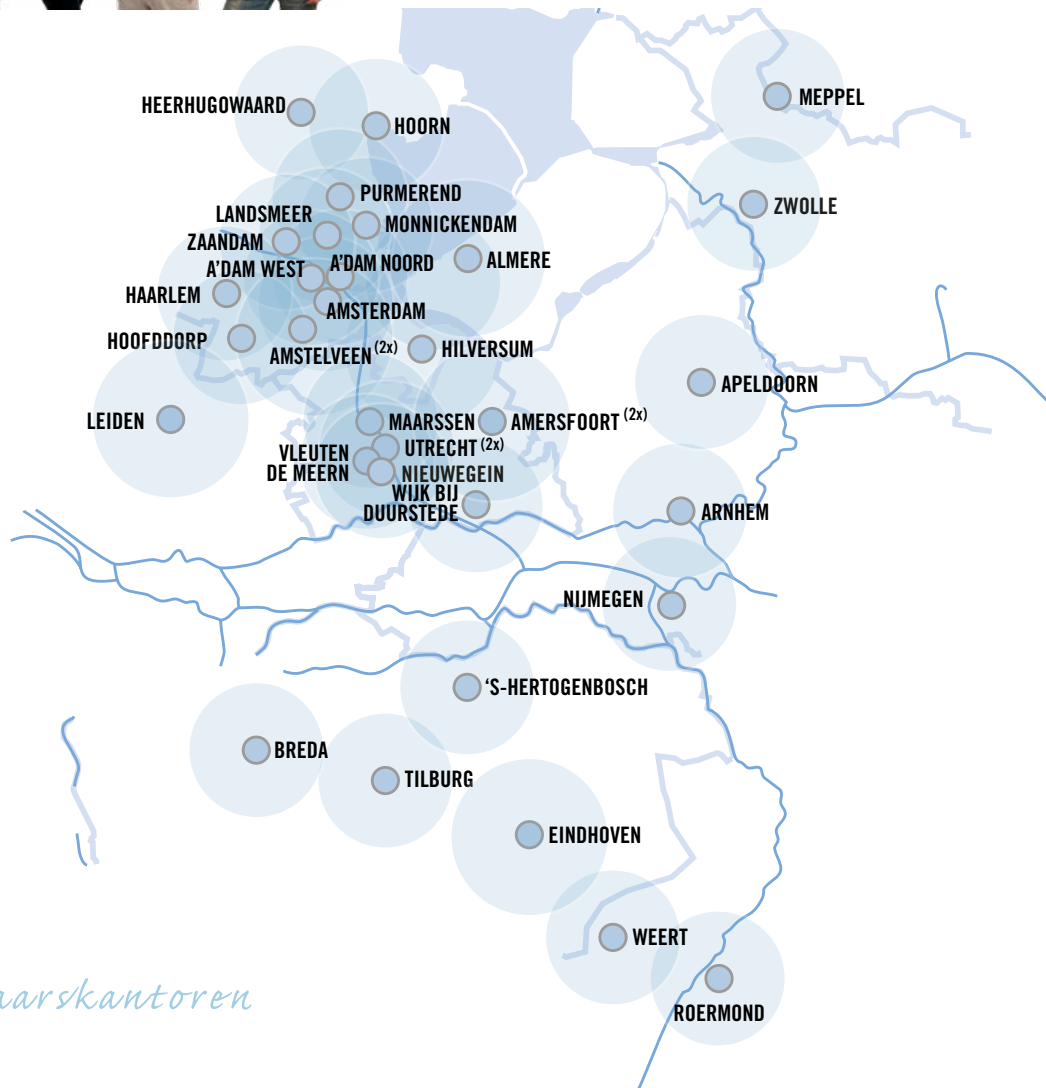 MEPPEL
HEERHUGOWAARD
HOORN
PURMEREND
ZWOLLE
LANDSMEER
MONNICKENDAM
ZAANDAM
A'DAM WEST
A'DAM NOORD
ALMERE
HAARLEM
AMSTERDAM
HOOFDDORP
AMSTELVEEN (2x)
HILVERSUM
APELDOORN
LEIDEN
MAARSSEN
AMERSFOORT (2x)
VLEUTEN
DE MEERN
UTRECHT (2x)
NIEUWEGEIN
WIJK BIJ
DUURSTEDE
ARNHEM
NIJMEGEN
‘S-HERTOGENBOSCH
BREDA
TILBURG
EINDHOVEN
WEERT
ROERMOND
aarskantoren